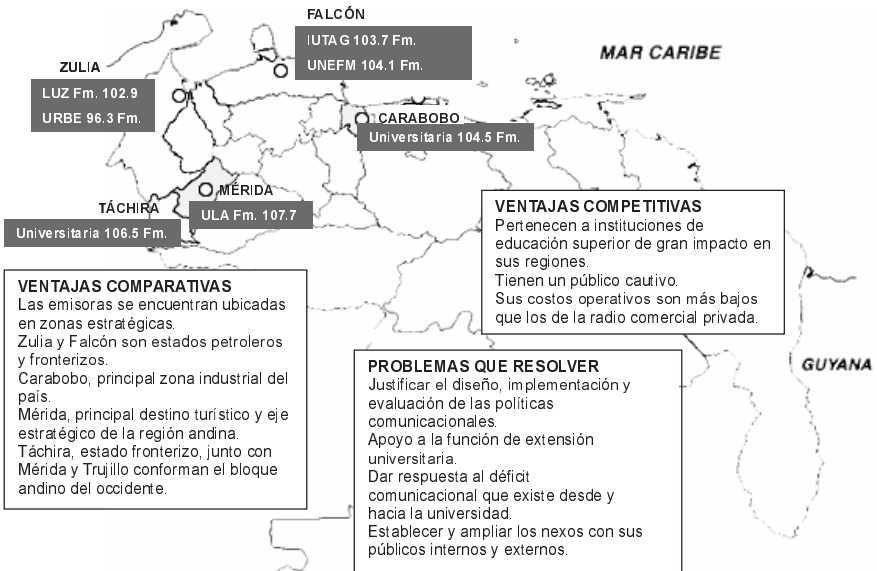 FALCÓN
IUTAG 103.7 Fm.
UNEFM 104.1 Fm.
MAR CARIBE
ZULIA
LUZ Fm. 102.9
URBE 96.3 Fm.
CARABOBO
Universitaria 104.5 Fm.
MÉRIDA
ULA Fm. 107.7
TÁCHIRA
Universitaria 106.5 Fm.
VENTAJAS COMPETITIVAS
Pertenecen a instituciones de
educación superior de gran impacto en
sus regiones.
Tienen un público cautivo.
Sus costos operativos son más bajos
que los de la radio comercial privada.
VENTAJAS COMPARATIVAS
Las emisoras se encuentran ubicadas
en zonas estratégicas.
Zulia y Falcón son estados petroleros
y fronterizos.
Carabobo, principal zona industrial del
país.
Mérida, principal destino turístico y eje
estratégico de la región andina.
Táchira, estado fronterizo, junto con
Mérida y Trujillo conforman el bloque
andino del occidente.
PROBLEMAS QUE RESOLVER
Justificar el diseño, implementación y
evaluación de las políticas
comunicacionales.
Apoyo a la función de extensión
universitaria.
Dar respuesta al déficit
comunicacional que existe desde y
hacia la universidad.
Establecer y ampliar los nexos con sus
públicos internos y externos.
GUYANA